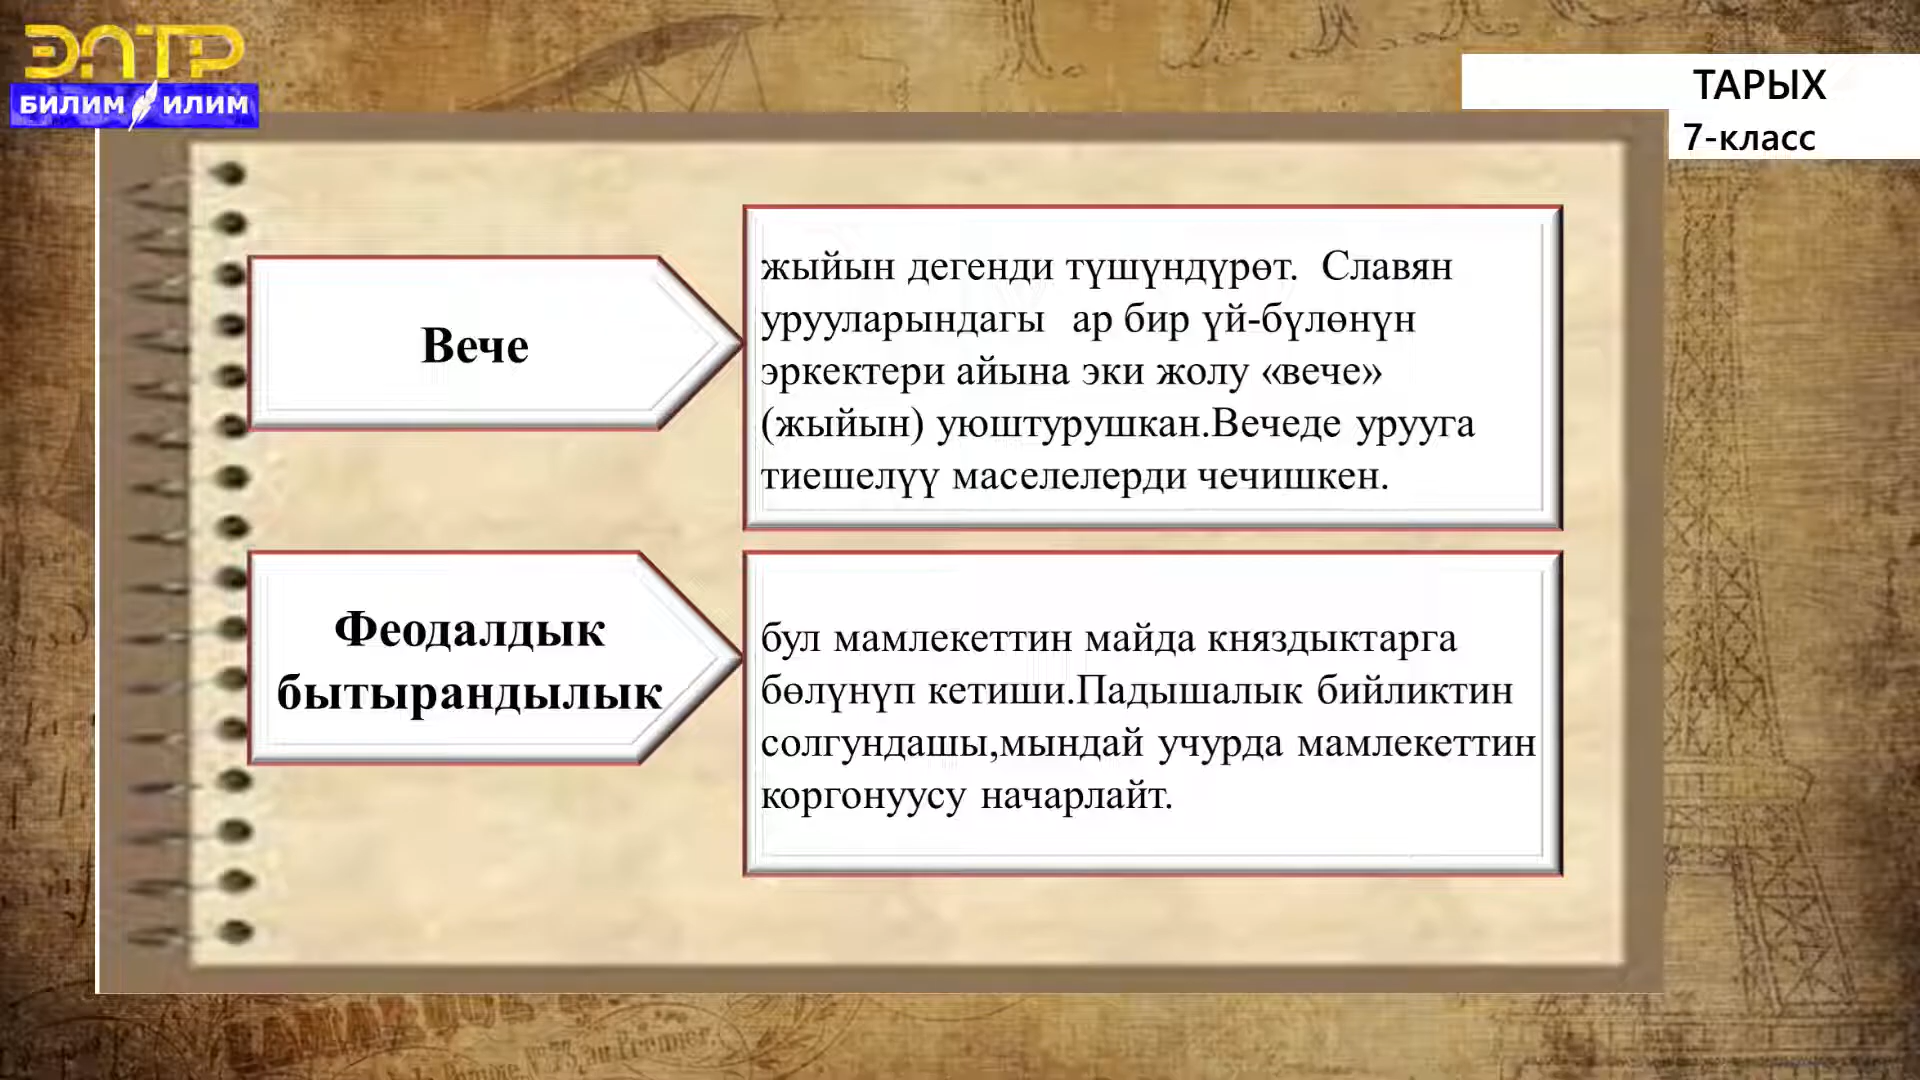 ЭЛТР
БИЛИМ ИЛИМ
ТАРЫХ
7-класс
Вече
жыйын дегенди түшүндүрөт. Славян
урууларындагы ар бир үй-бүлөнүн
эркектери айына эки жолу «вече»
(жыйын) уюштурушкан.Вечеде урууга
тиешелүү маселелерди чечишкен.
Феодалдык
бытырандылык
бул мамлекеттин майда княздыктарга
бөлүнүп кетиши.Падышалык бийликтин
солгундашы,мындай учурда мамлекеттин
коргонуусу начарлайт.